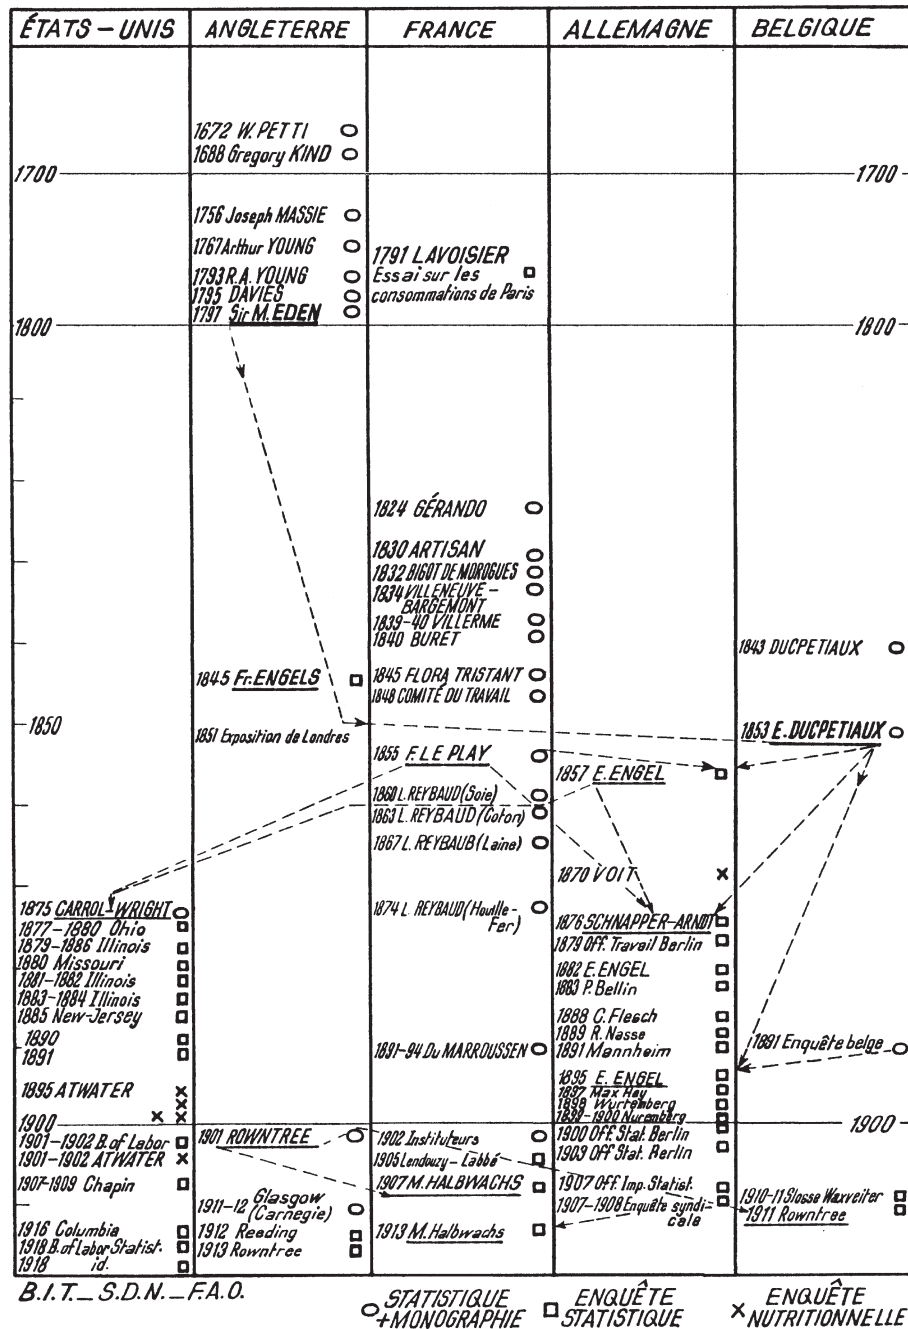 ÉTATS – UNIS
ANGLETERRE
FRANCE
ALLEMAGNE
BELGIQUE
1700
1800
1850
1900
1875 CARROL-WRIGHT
1877-1880 Ohio
1879-1886 Illinois
1880 Missouri
1881-1882 Illinois
1883-1884 Illinois
1885 New-Jersey
1890
1891
1895 ATWATER
1901-1902 B. of Labor
1901-1902 ATWATER
1907-1909 Chapin
1916 Columbia
1918 B. of Labor Statist.
1918 id.
1672 W. PETTI
1688 Gregory KIND
1756 Joseph MASSIE
1767 Arthur YOUNG
1793 R.A. YOUNG
1795 DAVIES
1797 Sir M. EDEN
1845 Fr. ENGELS
1851 Exposition de Londres
1901 ROWNTREE
1911-12 Glasgow
(Carnegie)
1912 Reeding
1913 Rowntree
1791 LAVOISIER
Essai sur les
consommations de Paris
1824 GÉRANDO
1830 ARTISAN
1832 BIGOT DE MOROGUES
1834 VILLENEUVE –
BARGEMONT
1839-40 VILLERME
1840 BURET
1845 FLORA TRISTANT
1848 COMITÉ DU TRAVAIL
1855 F. LE PLAY
1860 L. REYBAUD (Soie)
1863 L. REYBAUD (Coton)
1867 L. REYBAUB (Laine)
1874 L. REYBAUD (Houille-
Fer)
1891-94 Du MARROUSSEN
1902 Instituteurs
1905 Landouzy – Labbé
1907 M. HALBWACHS
1913 M. Halbwachs
1857 E. ENGEL
1870 VOIT
1876 SCHNAPPER-ARNDT
1879 Off. Travail Berlin
1882 E. ENGEL
1883 P. Bellin
1888 C. Flesch
1889 R. Nasse
1891 Mannheim
1895 E. ENGEL
1897 Max Hay
1898 Wurtemberg
1899-1900 Nuremberg
1900 Off. Stat. Berlin
1903 Off Stat. Berlin
1907 Off. Imp. Statist.
1907-1908 Enquête syndi-
cale
1843 DUCPETIAUX
1853 E. DUCPETIAUX
1891 Enquête belge
1910-11 Slosse Waxveiter
1911 Rowntree
1700
1800
1900
B.I.T. _ S.D.N. _ F.A.O.
STATISTIQUE
+MONOGRAPHIE
ENQUÊTE
STATISTIQUE
ENQUÊTE
NUTRITIONNELLE